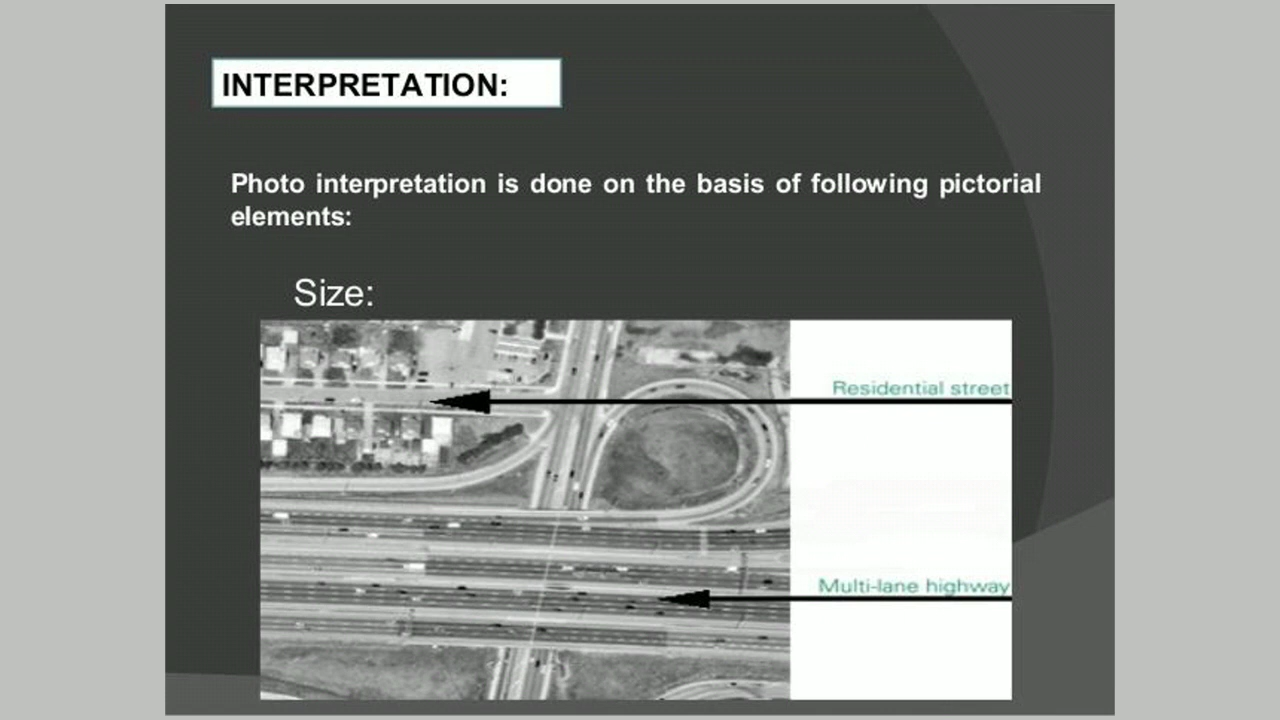 INTERPRETATION:
Photo interpretation is done on the basis of following pictorial
elements:
Size:
Residential street
Multi-lane highway